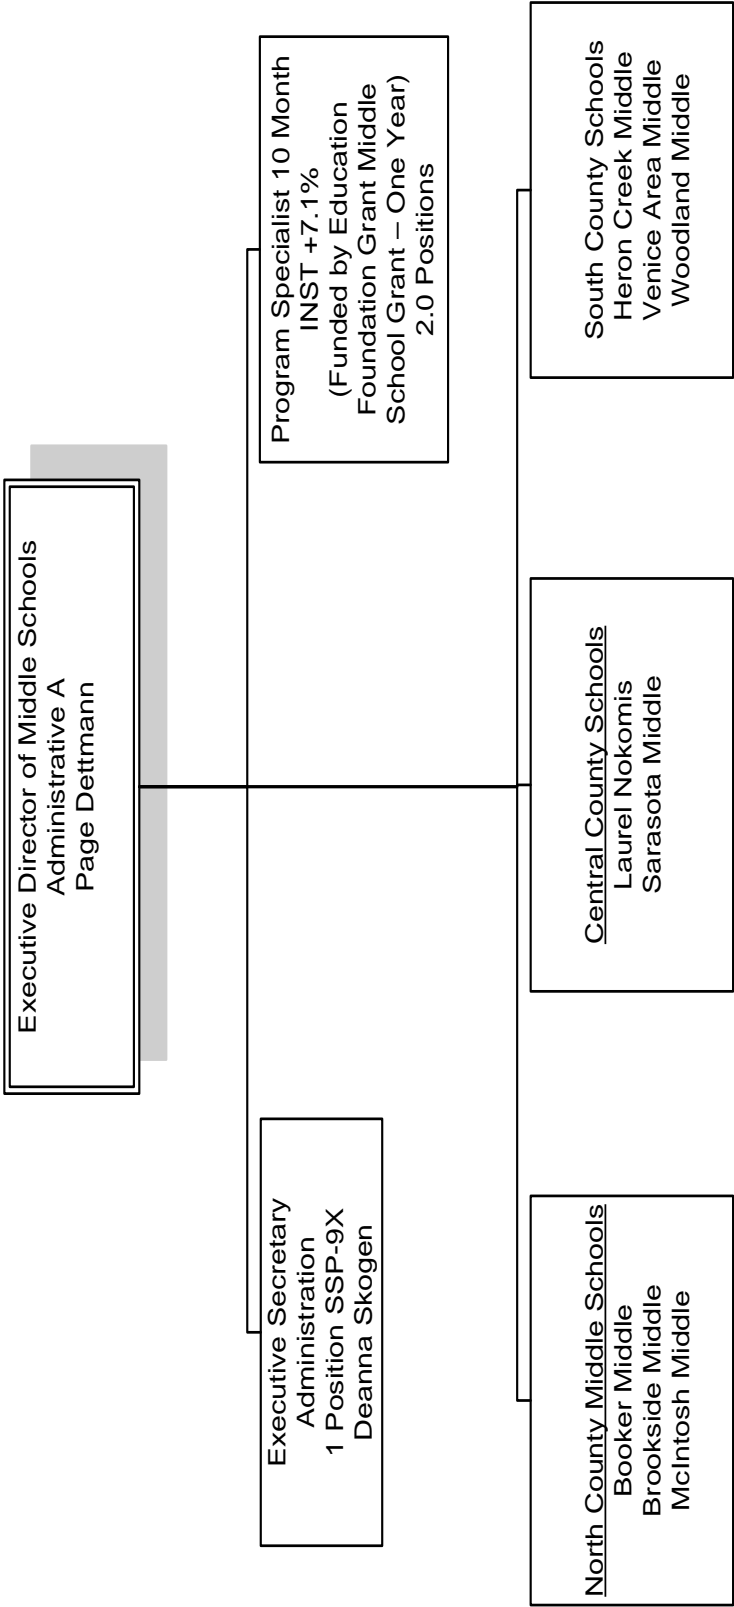 Executive Director of Middle Schools
Administrative A
Page Dettmann
Executive Secretary
Administration
1 Position SSP-9X
Deanna Skogen
Program Specialist 10 Month
INST +7.1%
(Funded by Education
Foundation Grant Middle
School Grant – One Year)
2.0 Positions
North County Middle Schools
Booker Middle
Brookside Middle
McIntosh Middle
Central County Schools
Laurel Nokomis
Sarasota Middle
South County Schools
Heron Creek Middle
Venice Area Middle
Woodland Middle